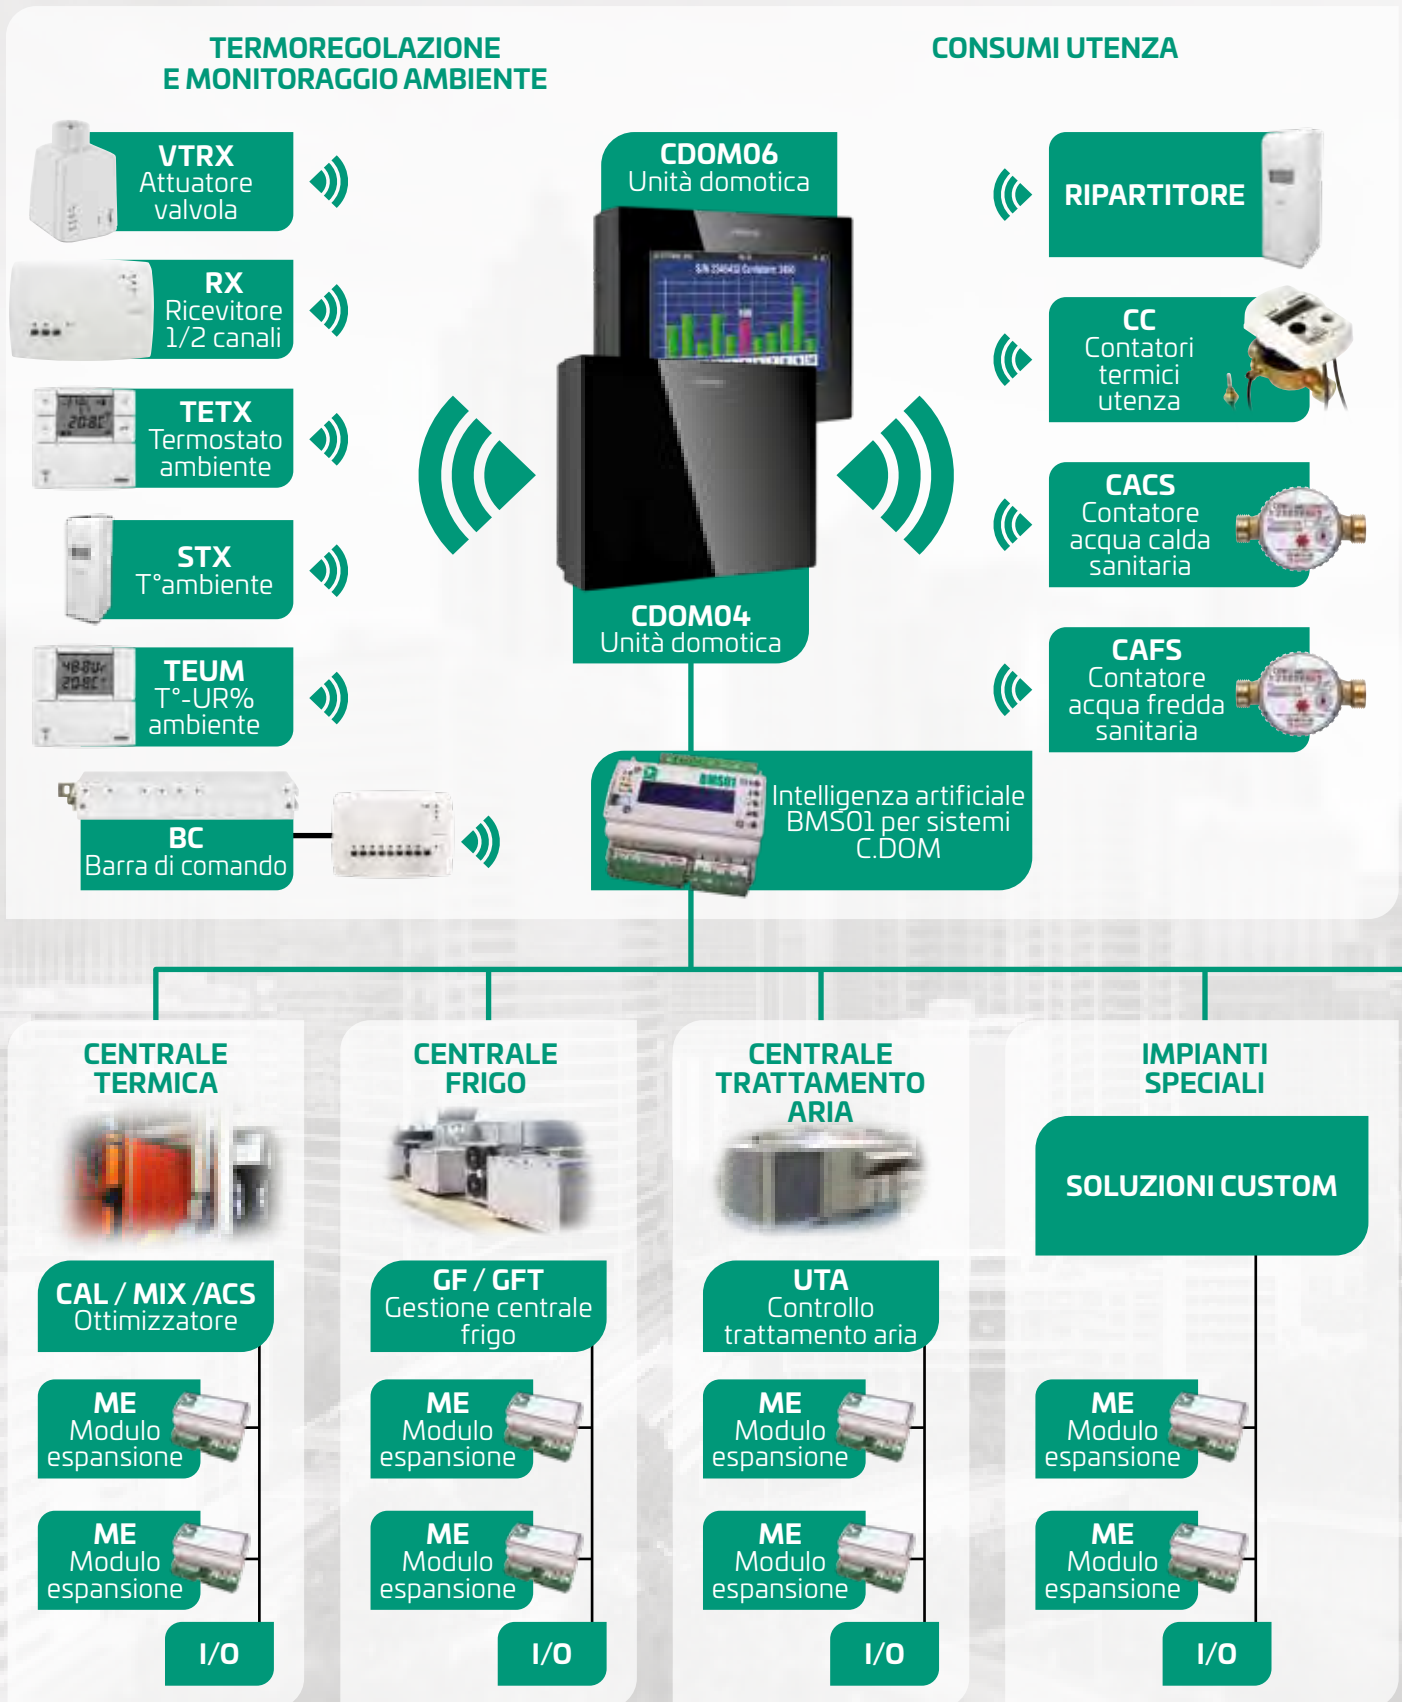 TERMOREGOLAZIONE
E MONITORAGGIO AMBIENTE
CONSUMI UTENZA
VTRX
Attuatore
valvola
RX
Ricevitore
1/2 canali
TETX
Termostato
ambiente
STX
T°ambiente
TEUM
T°-UR%
ambiente
BC
Barra di comando
CDOM06
Unità domotica
CDOM04
Unità domotica
BMS01
Intelligenza artificiale
BMS01 per sistemi
C.DOM
RIPARTITORE
CC
Contatori
termici
utenza
CACS
Contatore
acqua calda
sanitaria
CAFS
Contatore
acqua fredda
sanitaria
CENTRALE
TERMICA
CAL / MIX /ACS
Ottimizzatore
ME
Modulo
espansione
ME
Modulo
espansione
I/O
CENTRALE
FRIGO
GF / GFT
Gestione centrale
frigo
ME
Modulo
espansione
ME
Modulo
espansione
I/O
CENTRALE
TRATTAMENTO
ARIA
UTA
Controllo
trattamento aria
ME
Modulo
espansione
ME
Modulo
espansione
I/O
IMPIANTI
SPECIALI
SOLUZIONI CUSTOM
ME
Modulo
espansione
ME
Modulo
espansione
I/O